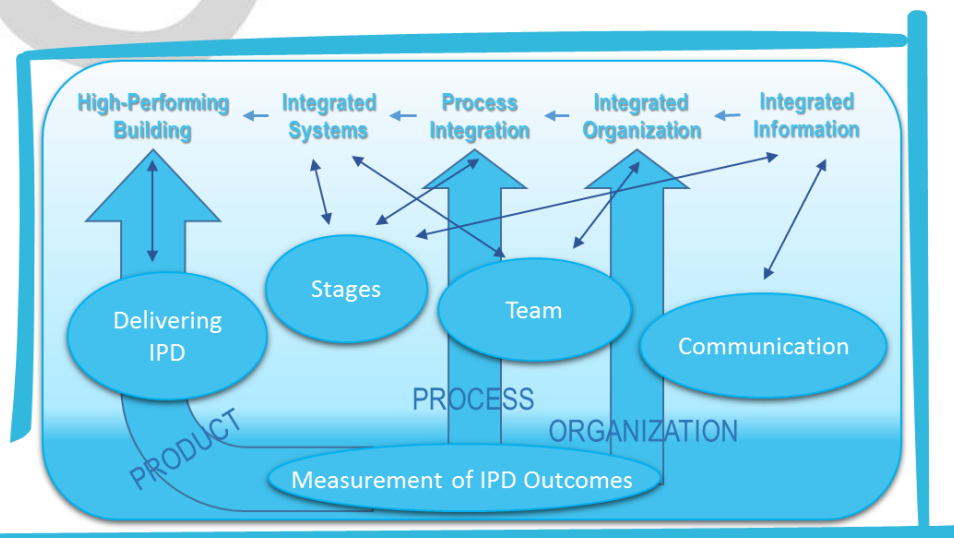 High-Performing
Building
Integrated
Systems
Process
Integration
Integrated
Organization
Integrated
Information
Stages
Team
Delivering
IPD
Communication
PROCESS
ORGANIZATION
PRODUCT
Measurement of IPD Outcomes